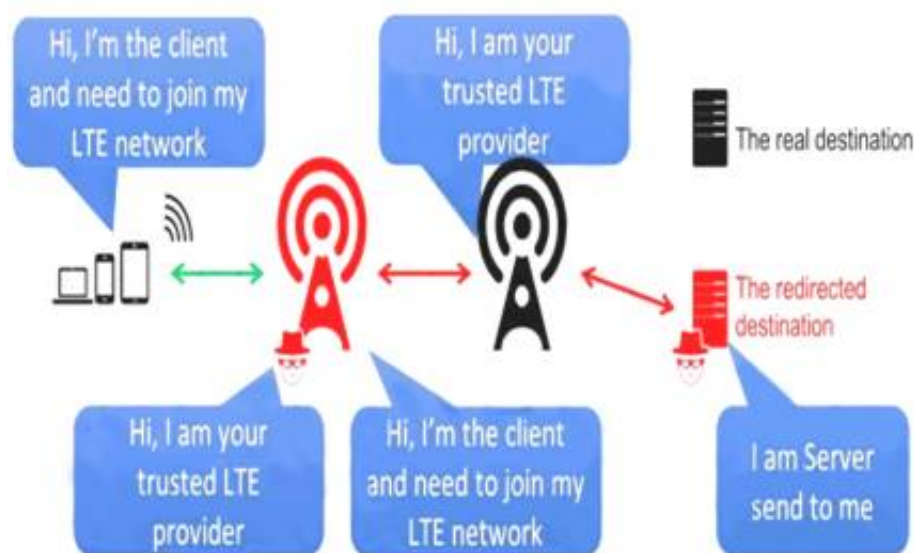 Hi, I'm the client
and need to join my
LTE network
Hi, I am your
trusted LTE
provider
The real destination
The redirected
destination
Hi, I am your
trusted LTE
provider
Hi, I'm the client
and need to join my
LTE network
I am Server
send to me